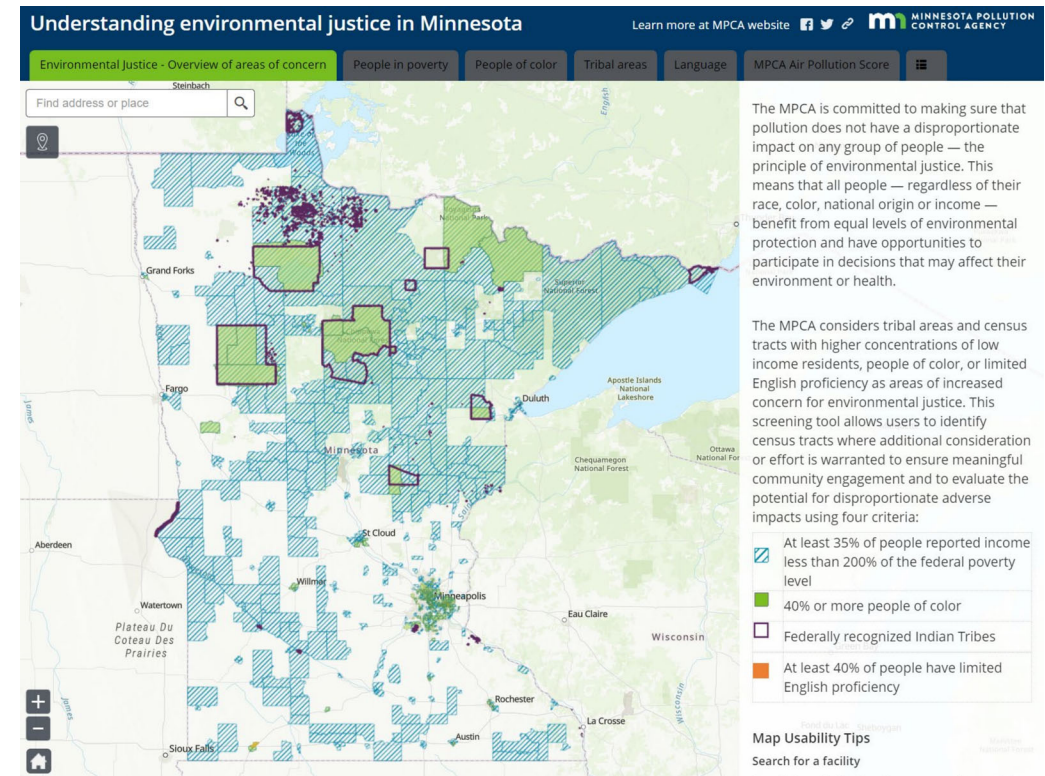 Understanding environmental justice in Minnesota
Learn more at MPCA website
MINNESOTA POLLUTION
CONTROL AGENCY
Environmental Justice - Overview of areas of concern
People in poverty
People of color
Tribal areas
Language
MPCA Air Pollution Score
Find address or place
Steinbach
English
the
Woods
National Park
Grand Forks
Superior
National Forest
Fargo
James
Duluth
Apostle Islands
National
Lakeshore
Minnesota
Chequamegon
National Forest
Ottawa
National For
St Cloud
Aberdeen
Willmar
Minneapolis
Watertown
Eau Claire
Plateau Du
Coteau Des
Prairies
Wisconsin
Wisconsin
James
Rochester
La Crosse
Austin
Sioux Falls
+
−
The MPCA is committed to making sure that
pollution does not have a disproportionate
impact on any group of people — the
principle of environmental justice. This
means that all people — regardless of their
race, color, national origin or income —
benefit from equal levels of environmental
protection and have opportunities to
participate in decisions that may affect their
environment or health.
The MPCA considers tribal areas and census
tracts with higher concentrations of low
income residents, people of color, or limited
English proficiency as areas of increased
concern for environmental justice. This
screening tool allows users to identify
census tracts where additional consideration
or effort is warranted to ensure meaningful
community engagement and to evaluate the
potential for disproportionate adverse
impacts using four criteria:
At least 35% of people reported income
less than 200% of the federal poverty
level
40% or more people of color
Federally recognized Indian Tribes
At least 40% of people have limited
English proficiency
Map Usability Tips
Search for a facility